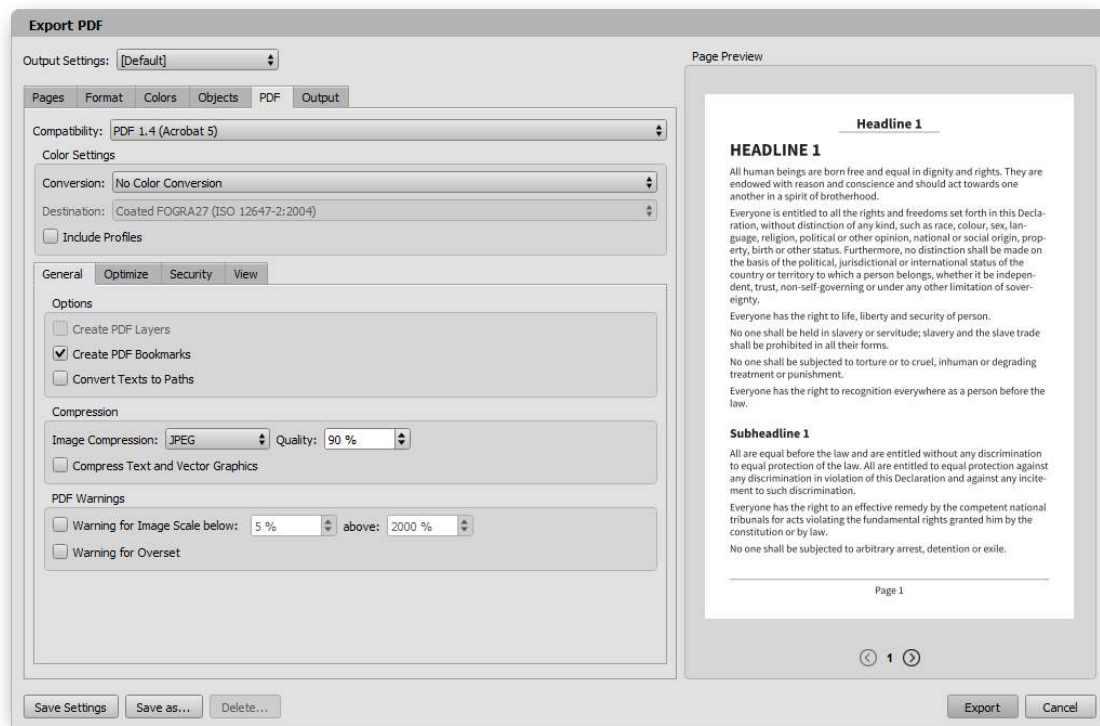 Export PDF
Output Settings: [Default]
Pages Format Colors Objects PDF Output
Compatibility: PDF 1.4 (Acrobat 5)
Color Settings
Conversion: No Color Conversion
Destination: Coated FOGRA27 (ISO 12647-2:2004)
Include Profiles
General Optimize Security View
Options
Create PDF Layers
Create PDF Bookmarks
Convert Texts to Paths
Compression
Image Compression: JPEG Quality: 90 %
Compress Text and Vector Graphics
PDF Warnings
Warning for Image Scale below: 5 % above: 2000 %
Warning for Overset
Save Settings Save as... Delete...
Page Preview
Headline 1
HEADLINE 1
All human beings are born free and equal in dignity and rights. They are
endowed with reason and conscience and should act towards one
another in a spirit of brotherhood.
Everyone is entitled to all the rights and freedoms set forth in this Decla-
ration, without distinction of any kind, such as race, colour, sex, lan-
guage, religion, political or other opinion, national or social origin, prop-
erty, birth or other status. Furthermore, no distinction shall be made on
the basis of the political, jurisdictional or international status of the
country or territory to which a person belongs, whether it be indepen-
dent, trust, non-self-governing or under any other limitation of sover-
eignty.
Everyone has the right to life, liberty and security of person.
No one shall be held in slavery or servitude; slavery and the slave trade
shall be prohibited in all their forms.
No one shall be subjected to torture or to cruel, inhuman or degrading
treatment or punishment.
Everyone has the right to recognition everywhere as a person before the
law.
Subheadline 1
All are equal before the law and are entitled without any discrimination
to equal protection of the law. All are entitled to equal protection against
any discrimination in violation of this Declaration and against any incite-
ment to such discrimination.
Everyone has the right to an effective remedy by the competent national
tribunals for acts violating the fundamental rights granted him by the
constitution or by law.
No one shall be subjected to arbitrary arrest, detention or exile.
Page 1
1
Export Cancel